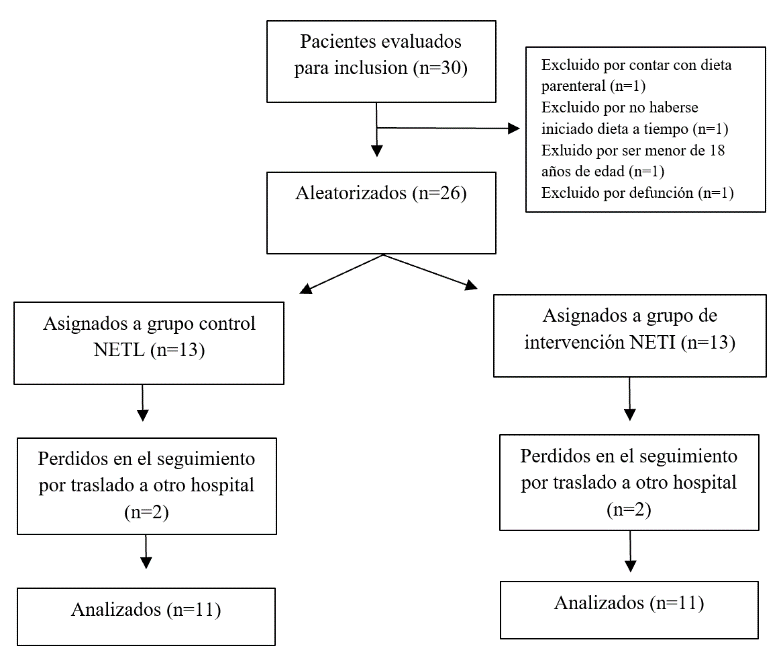 Pacientes evaluados
para inclusion (n=30)
Excluido por contar con dieta
parenteral (n=1)
Excluido por no haberse
iniciado dieta a tiempo (n=1)
Exluido por ser menor de 18
años de edad (n=1)
Excluido por defunción (n=1)
Aleatorizados (n=26)
Asignados a grupo control
NETL (n=13)
Asignados a grupo de
intervención NETI (n=13)
Perdidos en el seguimiento
por traslado a otro hospital
(n=2)
Perdidos en el seguimiento
por traslado a otro hospital
(n=2)
Analizados (n=11)
Analizados (n=11)